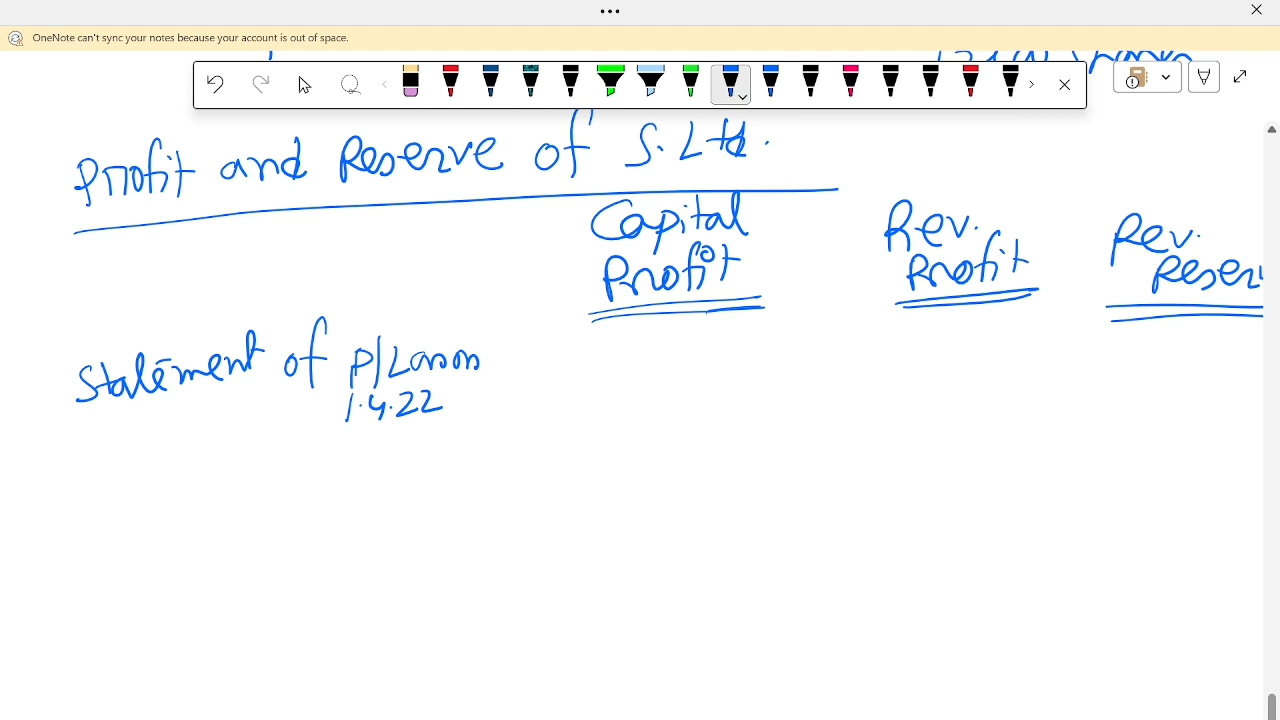 OneNote can't sync your notes because your account is out of space.
Profit and Reserve of S. Ltd.
Capital Profit
Rev. Profit
Rev. Reser
Statement of P/L as on
1.4.22